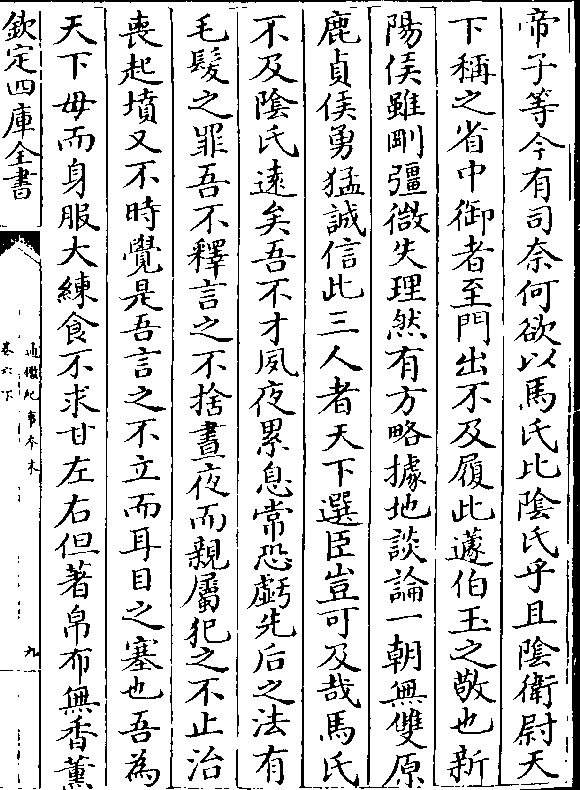 帝子等今有司奈何欲以馬氏比隂氏乎且隂衛尉天
下稱之省中御者至門出不及履此蘧伯玉之敬也新
陽侯雖剛彊微失理然有方略據地談論一朝無雙原
鹿貞侯勇猛誠信此三人者天下選臣豈可及哉馬氏
不及隂氏遠矣吾不才夙夜累息常恐虧先后之法有
毛髮之罪吾不釋言之不捨晝夜而親屬犯之不止治
喪起墳又不時覺是吾言之不立而耳目之塞也吾為
天下母而身服大練食不求甘左右但著帛布無香薰
欽定四庫全書
通鑑紀事本末
卷六下
九